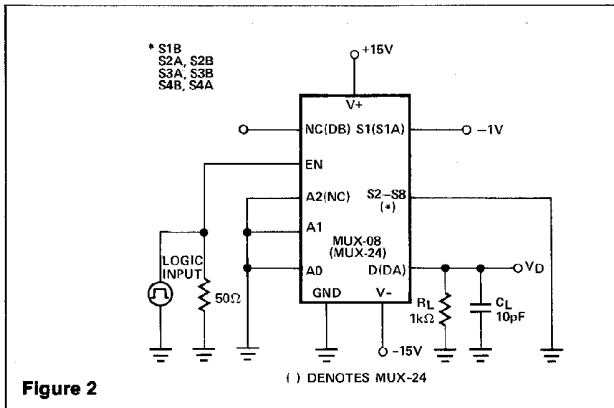 * S1B
S2A, S2B
S3A, S3B
S4B, S4A
+15V
V+
NC(DB) S1(S1A)
–1V
EN
A2(NC) S2–S8
(*)
A1
MUX-08
(MUX-24)
LOGIC
INPUT
A0 D(DA)
VD
50Ω
GND V–
RL
1kΩ
CL
10pF
–15V
( ) DENOTES MUX-24
Figure 2